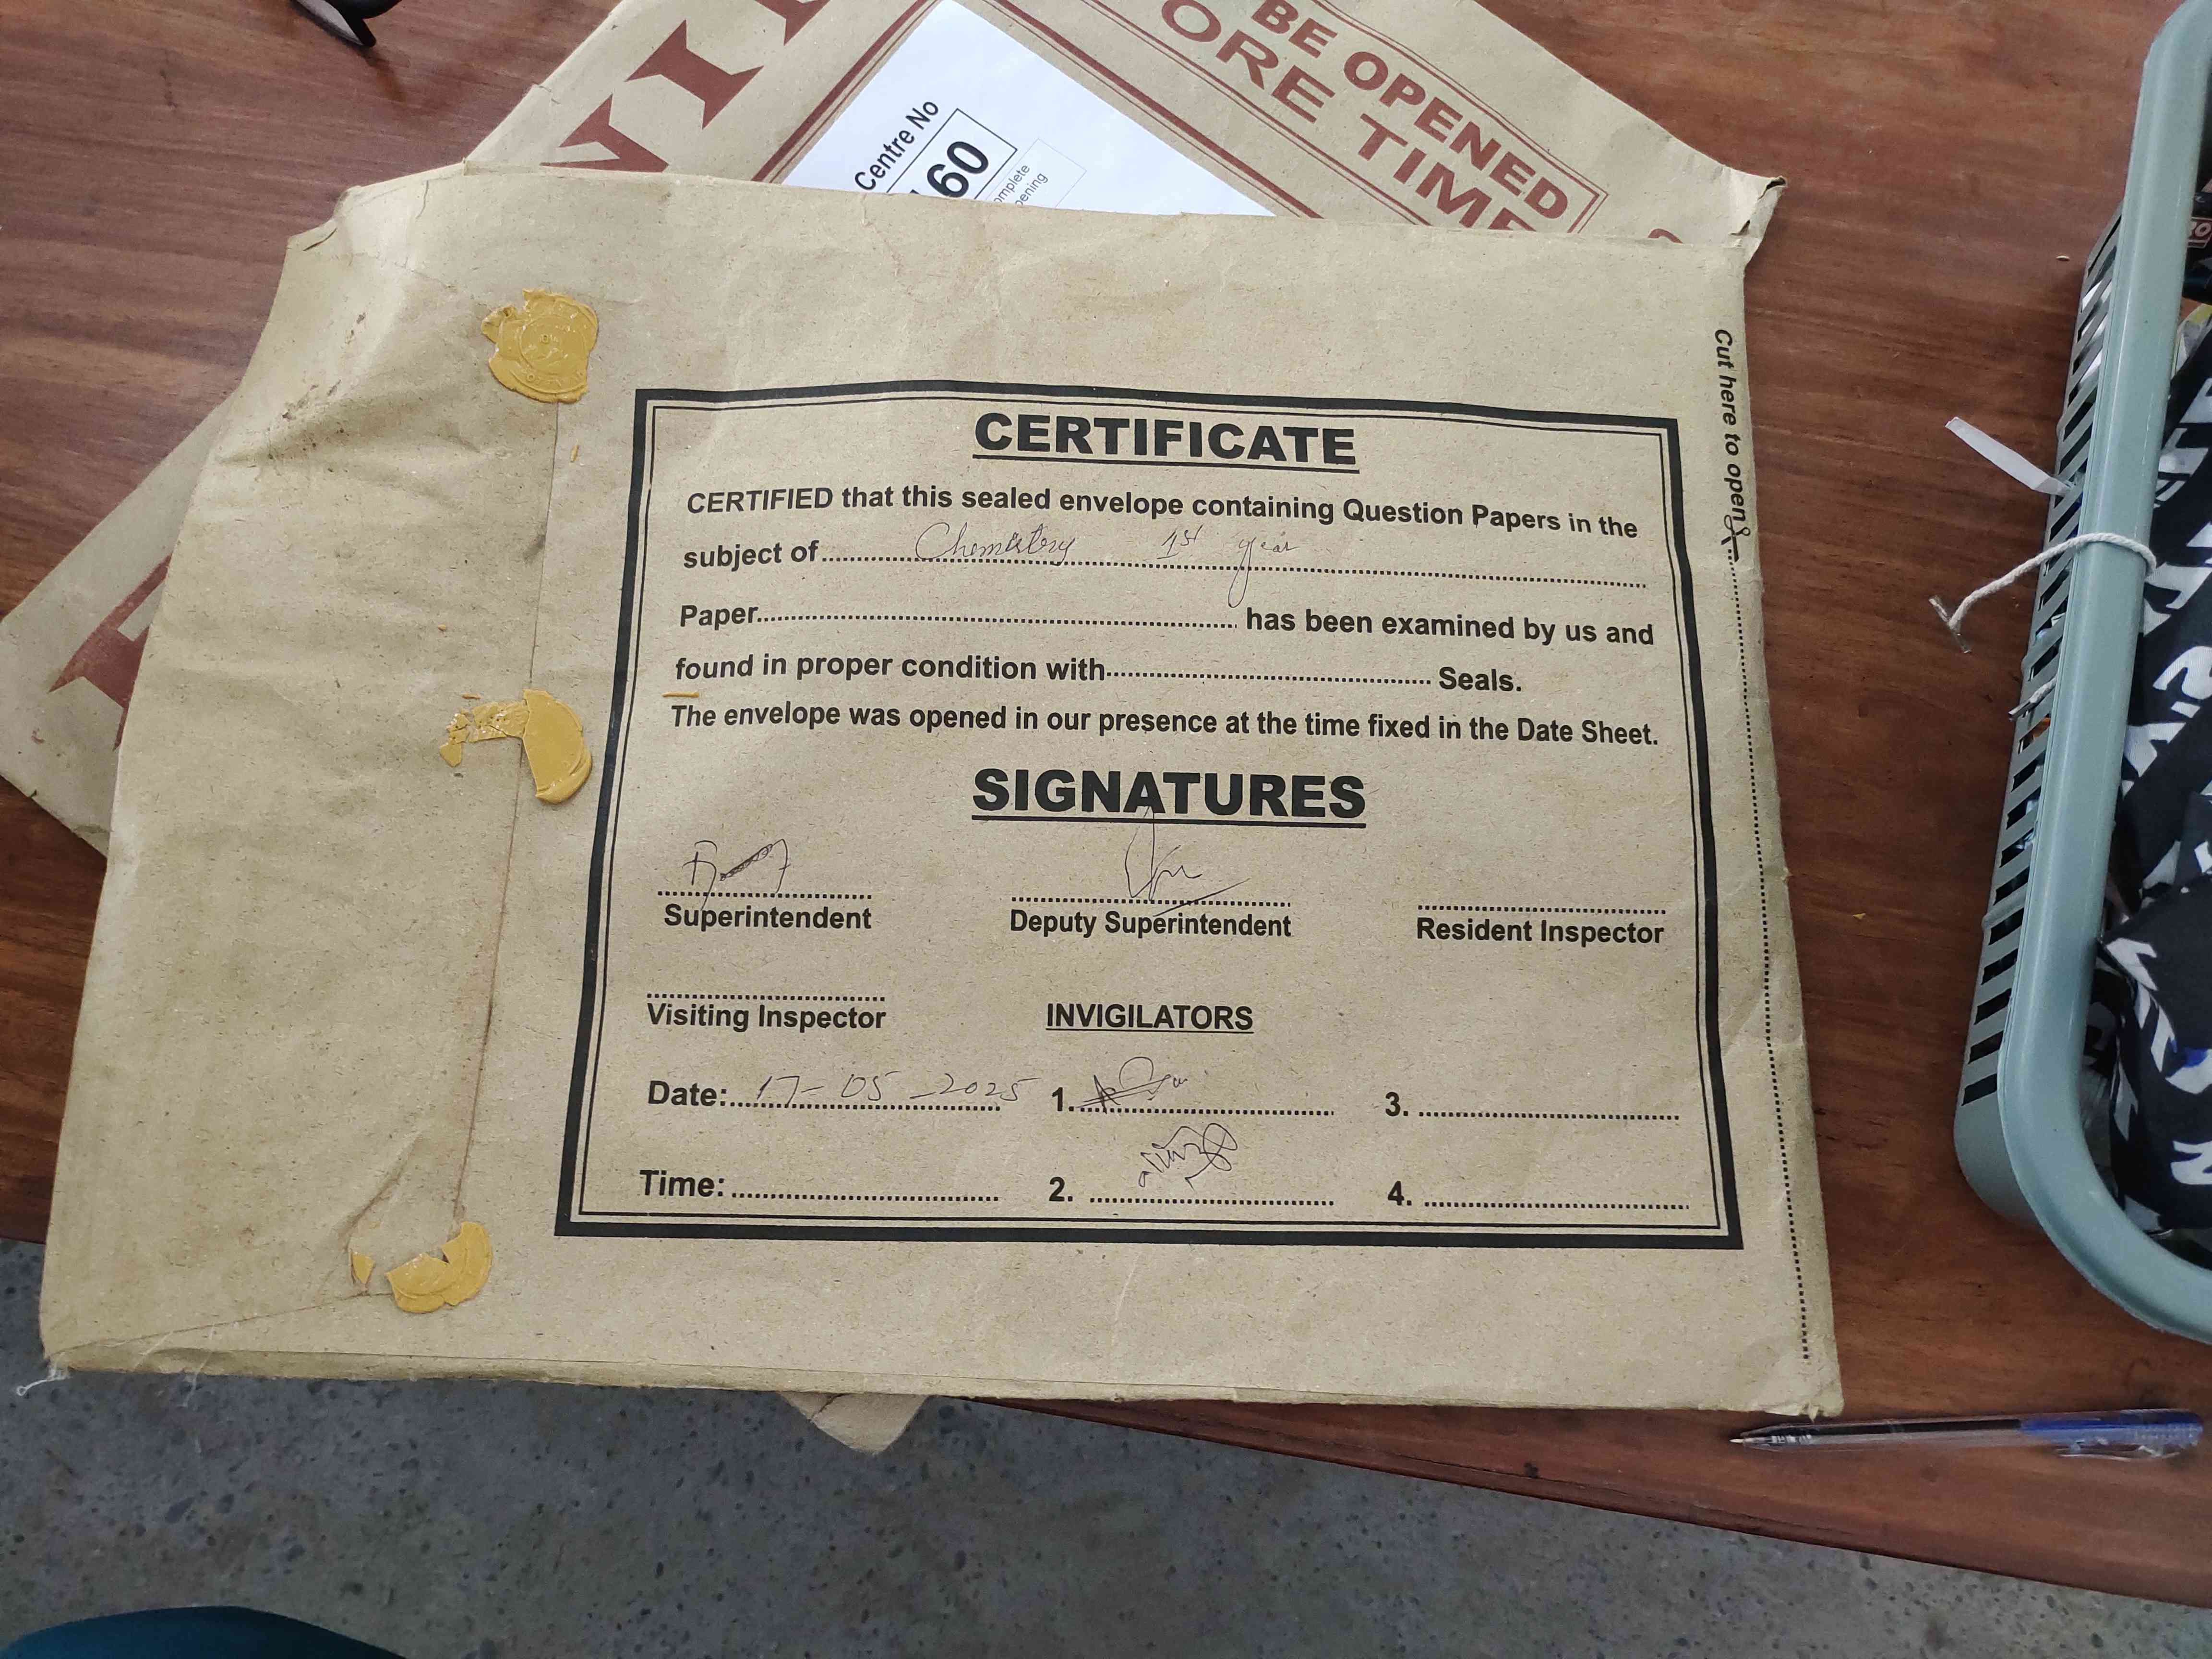 BE OPENED
ORE TIME
Centre No
60
omplete
pening
Cut here to open
CERTIFICATE
CERTIFIED that this sealed envelope containing Question Papers in the
subject of Chemistry 1st year
Paper has been examined by us and
found in proper condition with Seals.
The envelope was opened in our presence at the time fixed in the Date Sheet.
SIGNATURES
Superintendent Deputy Superintendent Resident Inspector
Visiting Inspector INVIGILATORS
Date: 17-05-2025 1. 3.
Time: 2. 4.